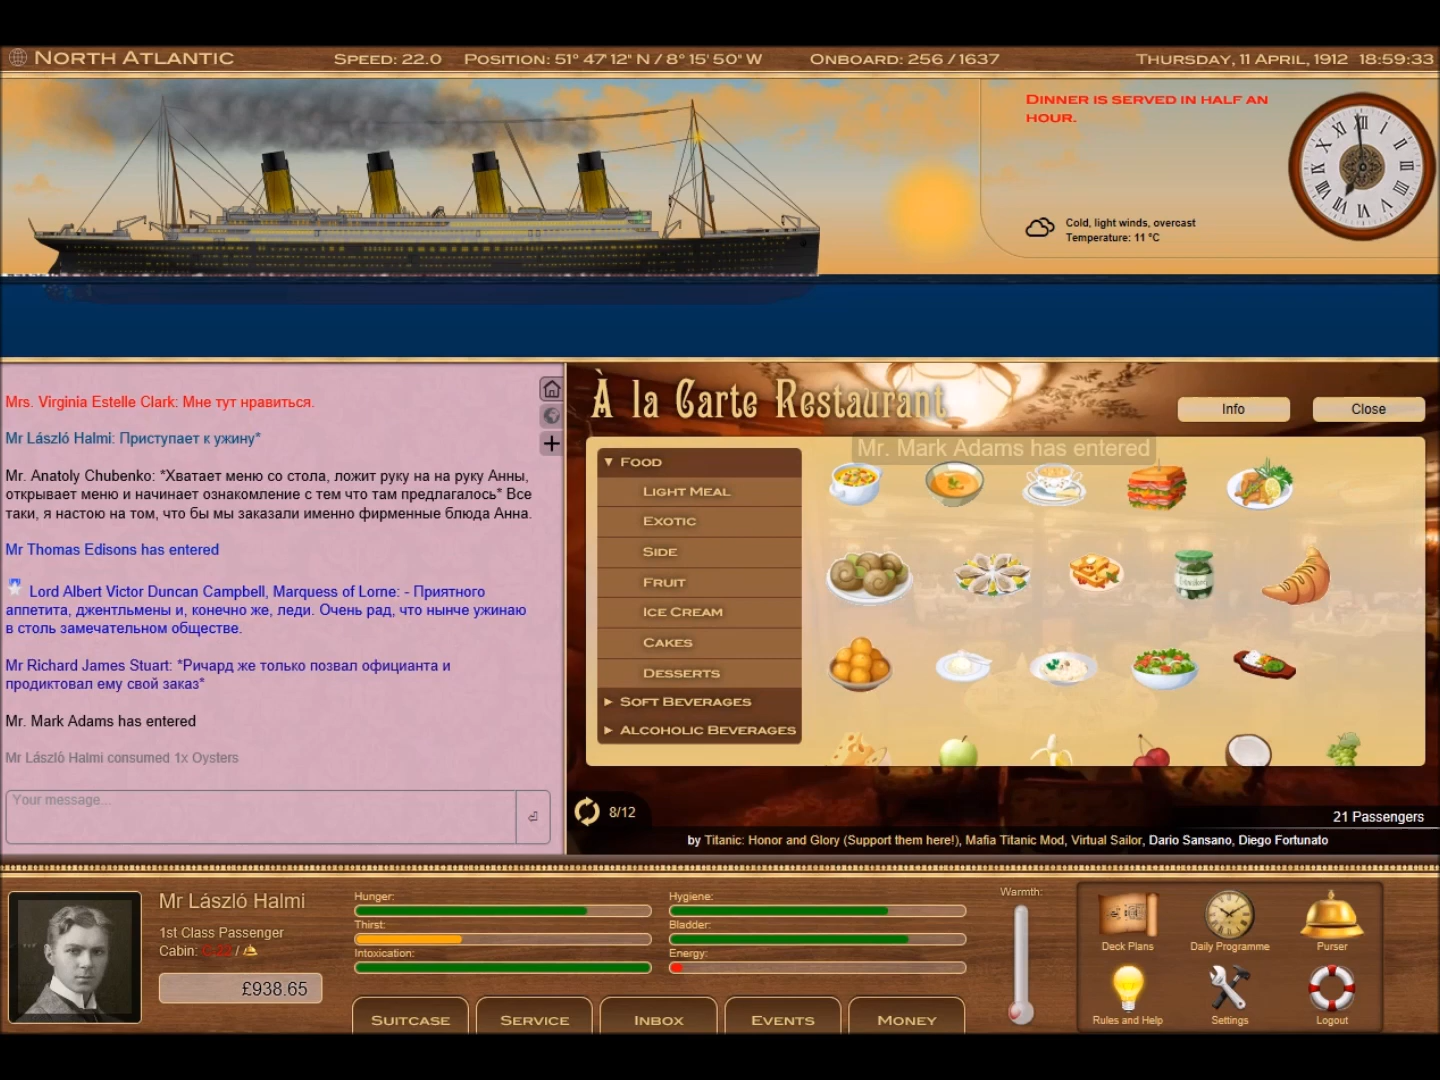 NORTH ATLANTIC
SPEED: 22.0 POSITION: 51° 47' 12" N / 8° 15' 50" W ONBOARD: 256 / 1637
THURSDAY, 11 APRIL, 1912 18:59:33
DINNER IS SERVED IN HALF AN
HOUR.
XII I II III IV V VI VII VIII IX X XI
Cold, light winds, overcast
Temperature: 11 °C
Mrs. Virginia Estelle Clark: Мне тут нравиться.
Mr László Halmi: Приступает к ужину*
Mr. Anatoly Chubenko: *Хватает меню со стола, ложит руку на на руку Анны,
открывает меню и начинает ознакомление с тем что там предлагалось* Все
таки, я настою на том, что бы мы заказали именно фирменные блюда Анна.
Mr Thomas Edisons has entered
Lord Albert Victor Duncan Campbell, Marquess of Lorne: - Приятного
аппетита, джентльмены и, конечно же, леди. Очень рад, что нынче ужинаю
в столь замечательном обществе.
Mr Richard James Stuart: *Ричард же только позвал официанта и
продиктовал ему свой заказ*
Mr. Mark Adams has entered
Mr László Halmi consumed 1x Oysters
Your message...
À la Carte Restaurant
Info
Close
Mr. Mark Adams has entered
▼ FOOD
LIGHT MEAL
EXOTIC
SIDE
FRUIT
ICE CREAM
CAKES
DESSERTS
► SOFT BEVERAGES
► ALCOHOLIC BEVERAGES
8/12
21 Passengers
by Titanic: Honor and Glory (Support them here!), Mafia Titanic Mod, Virtual Sailor, Dario Sansano, Diego Fortunato
Mr László Halmi
1st Class Passenger
Cabin: /
£938.65
Hunger:
Thirst:
Intoxication:
Hygiene:
Bladder:
Energy:
Warmth:
SUITCASE
SERVICE
INBOX
EVENTS
MONEY
Deck Plans
Daily Programme
Purser
Rules and Help
Settings
Logout